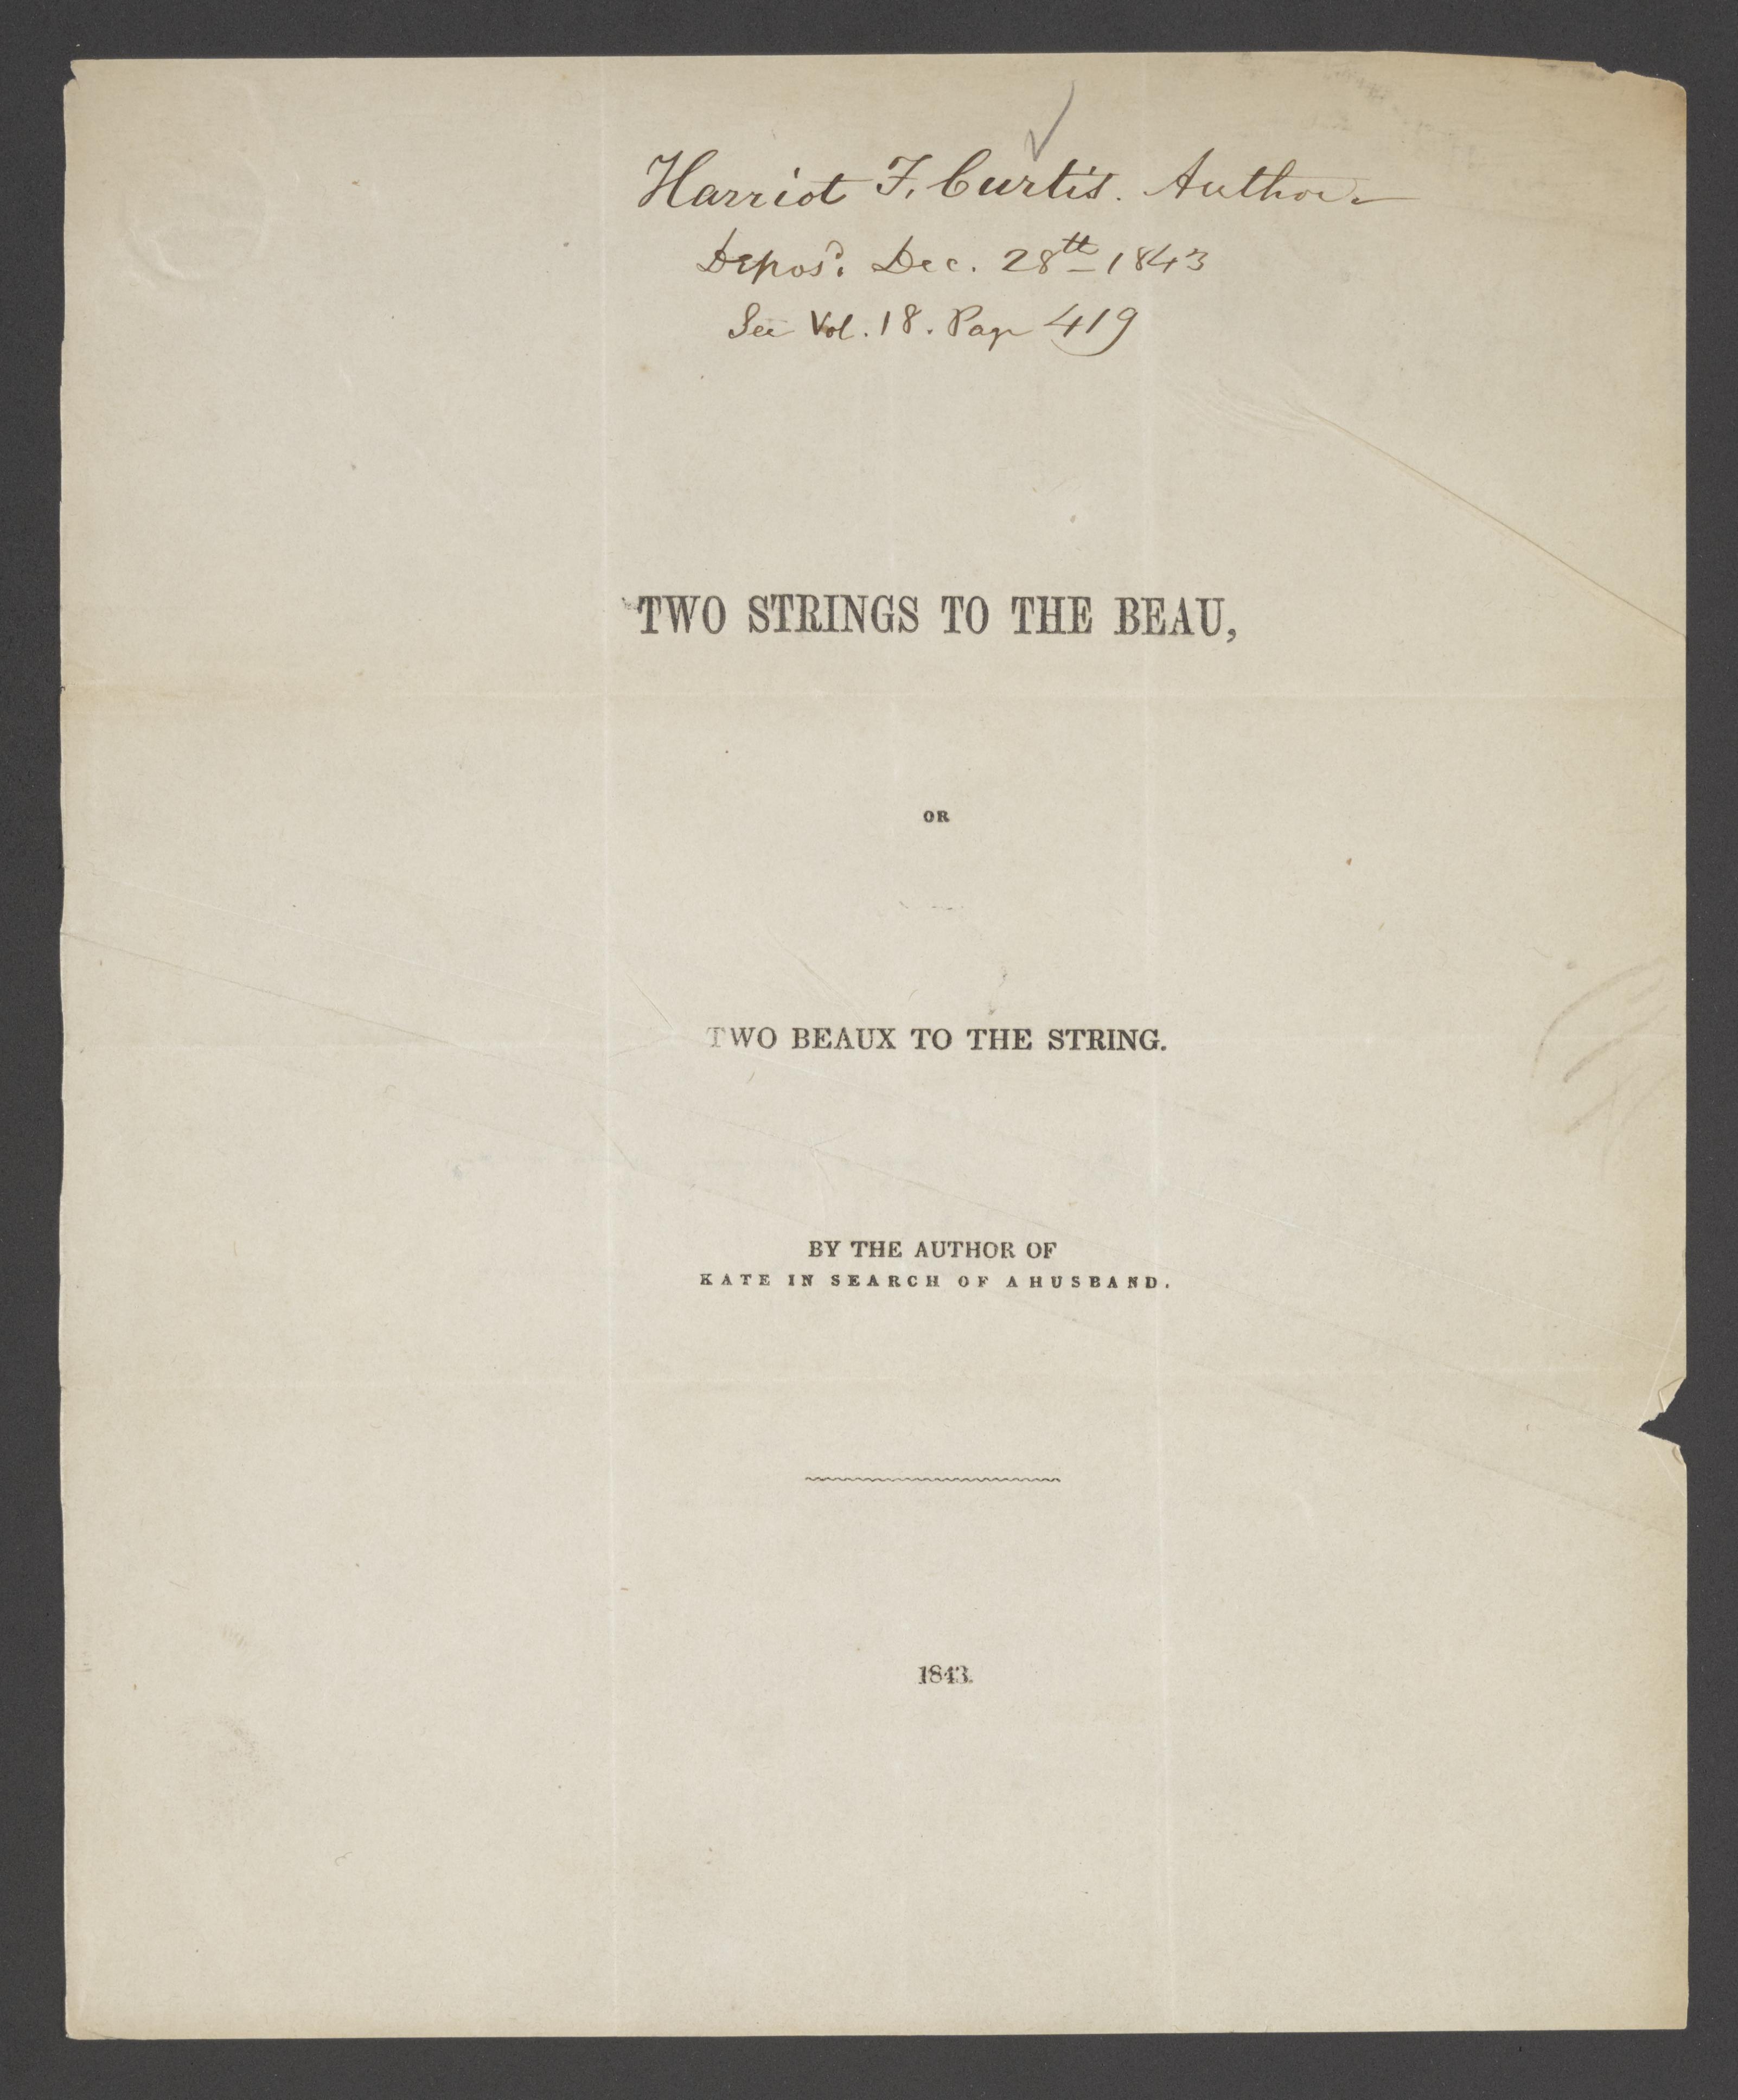 Harriot F. Curtis. Author
Depos'd. Dec. 28th 1843
See Vol. 18. Page 419
TWO STRINGS TO THE BEAU,
OR
TWO BEAUX TO THE STRING.
BY THE AUTHOR OF
KATE IN SEARCH OF A HUSBAND.
1843.